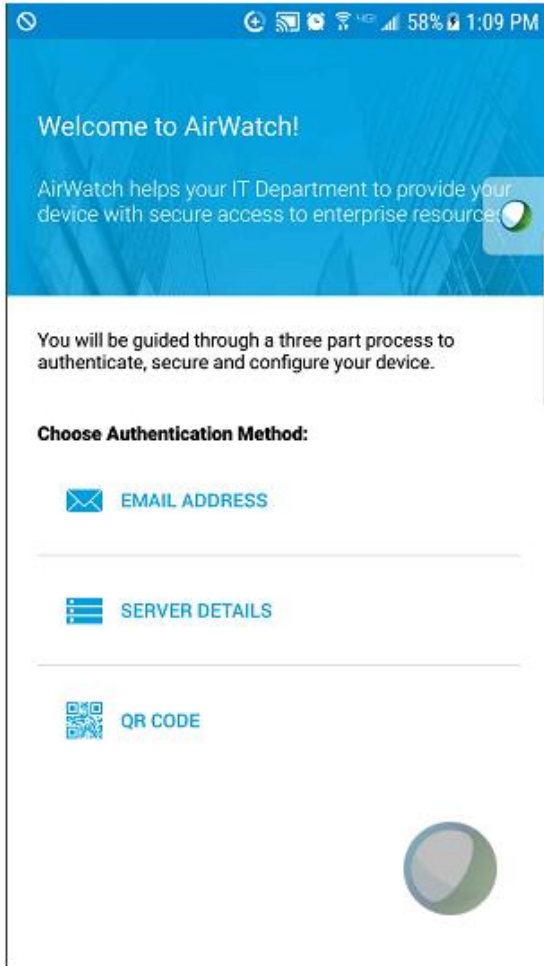 58% 1:09 PM
Welcome to AirWatch!
AirWatch helps your IT Department to provide your
device with secure access to enterprise resources
You will be guided through a three part process to
authenticate, secure and configure your device.
Choose Authentication Method:
EMAIL ADDRESS
SERVER DETAILS
QR CODE